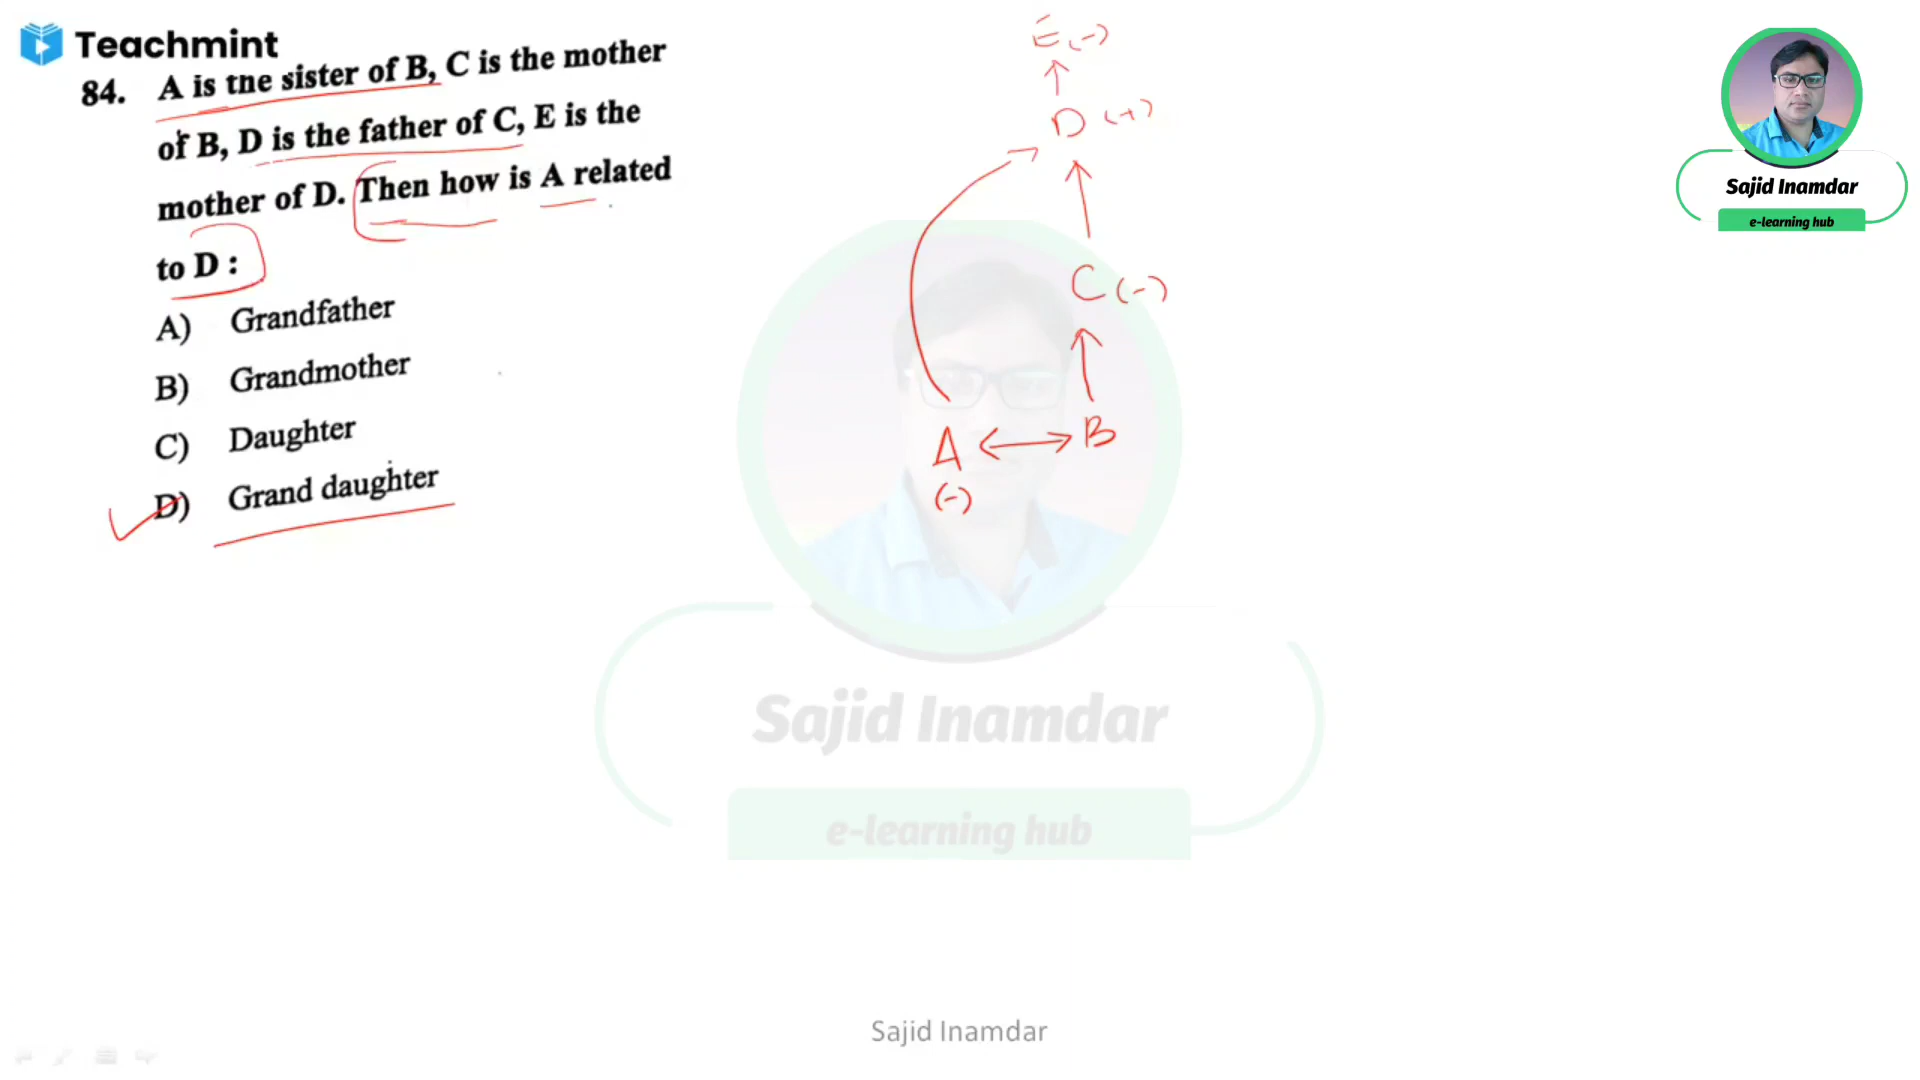 Teachmint
84. A is the sister of B, C is the mother
of B, D is the father of C, E is the
mother of D. Then how is A related
to D :
A) Grandfather
B) Grandmother
C) Daughter
D) Grand daughter
E (-)
D (+)
C (-)
A B
(-)
Sajid Inamdar
e-learning hub
Sajid Inamdar
e-learning hub
Sajid Inamdar